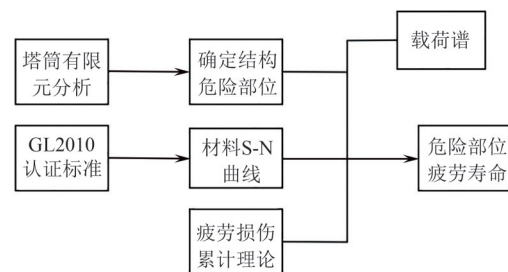 塔筒有限
元分析
确定结构
危险部位
载荷谱
GL2010
认证标准
材料S-N
曲线
危险部位
疲劳寿命
疲劳损伤
累计理论